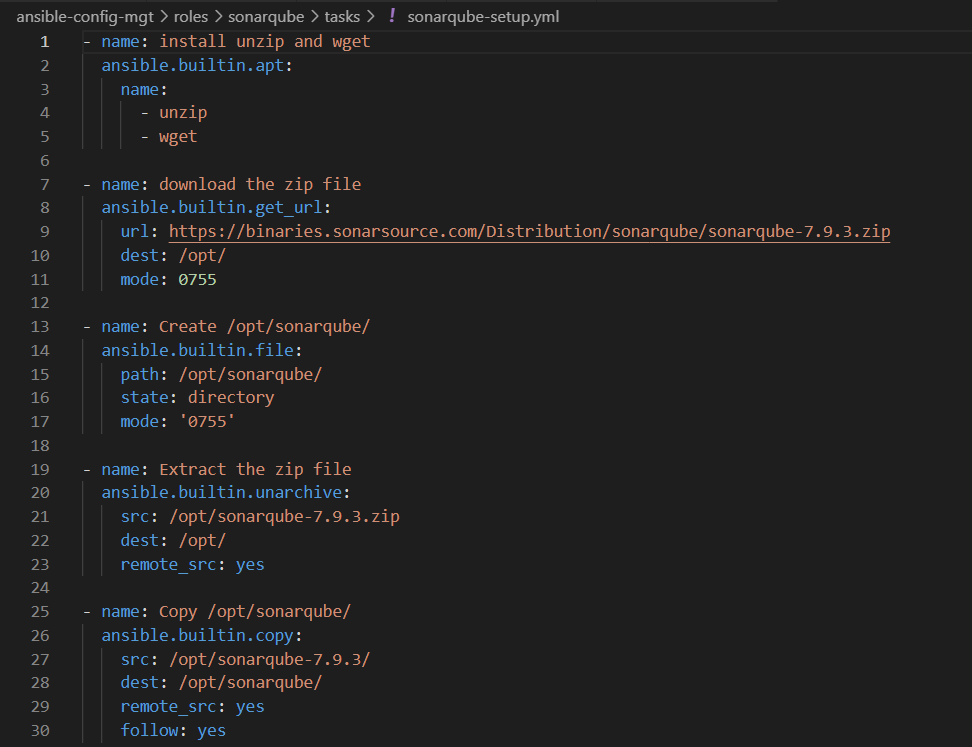 ansible-config-mgt > roles > sonarqube > tasks > ! sonarqube-setup.yml
1 - name: install unzip and wget
2 ansible.builtin.apt:
3 name:
4 - unzip
5 - wget
6
7 - name: download the zip file
8 ansible.builtin.get_url:
9 url: https://binaries.sonarsource.com/Distribution/sonarqube/sonarqube-7.9.3.zip
10 dest: /opt/
11 mode: 0755
12
13 - name: Create /opt/sonarqube/
14 ansible.builtin.file:
15 path: /opt/sonarqube/
16 state: directory
17 mode: '0755'
18
19 - name: Extract the zip file
20 ansible.builtin.unarchive:
21 src: /opt/sonarqube-7.9.3.zip
22 dest: /opt/
23 remote_src: yes
24
25 - name: Copy /opt/sonarqube/
26 ansible.builtin.copy:
27 src: /opt/sonarqube-7.9.3/
28 dest: /opt/sonarqube/
29 remote_src: yes
30 follow: yes